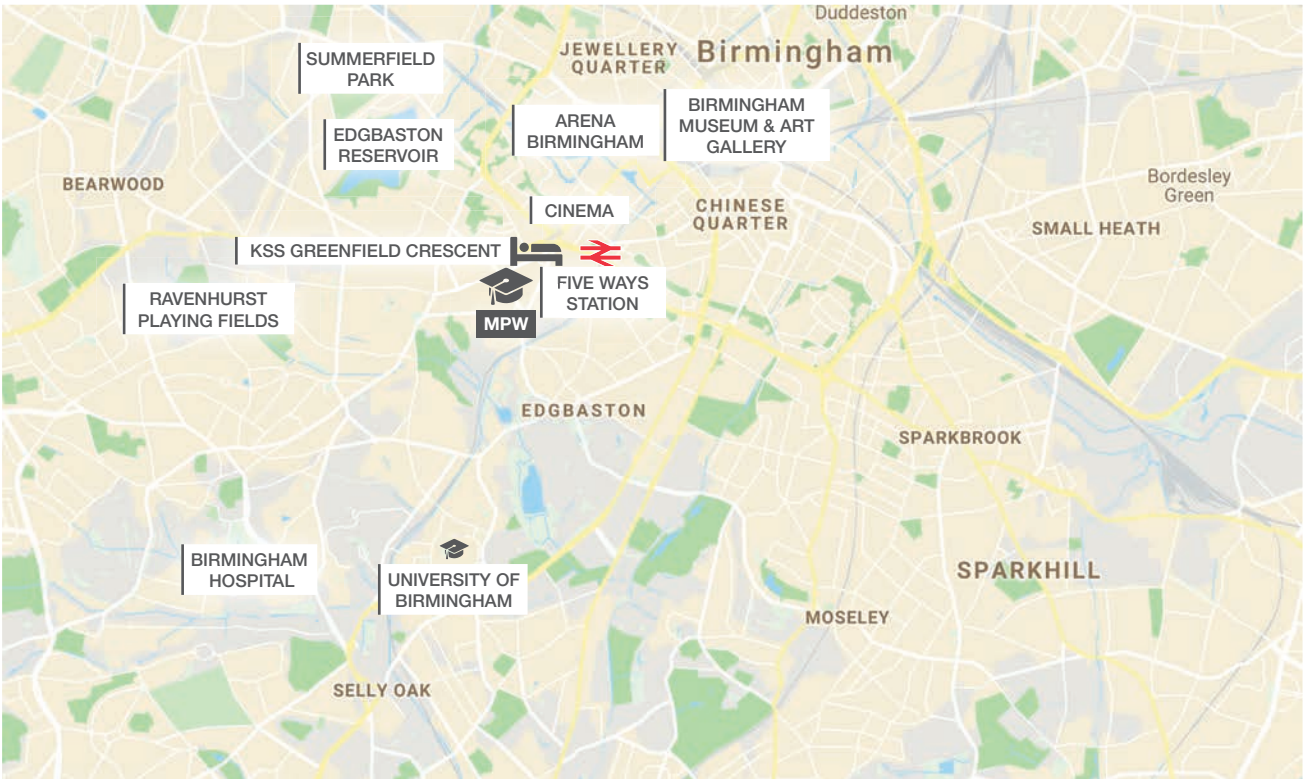 Duddeston
JEWELLERY
QUARTER
Birmingham
SUMMERFIELD
PARK
BIRMINGHAM
MUSEUM & ART
GALLERY
ARENA
BIRMINGHAM
EDGBASTON
RESERVOIR
BEARWOOD
Bordesley
Green
CINEMA
CHINESE
QUARTER
SMALL HEATH
KSS GREENFIELD CRESCENT
FIVE WAYS
STATION
RAVENHURST
PLAYING FIELDS
MPW
EDGBASTON
SPARKBROOK
BIRMINGHAM
HOSPITAL
UNIVERSITY OF
BIRMINGHAM
SPARKHILL
MOSELEY
SELLY OAK